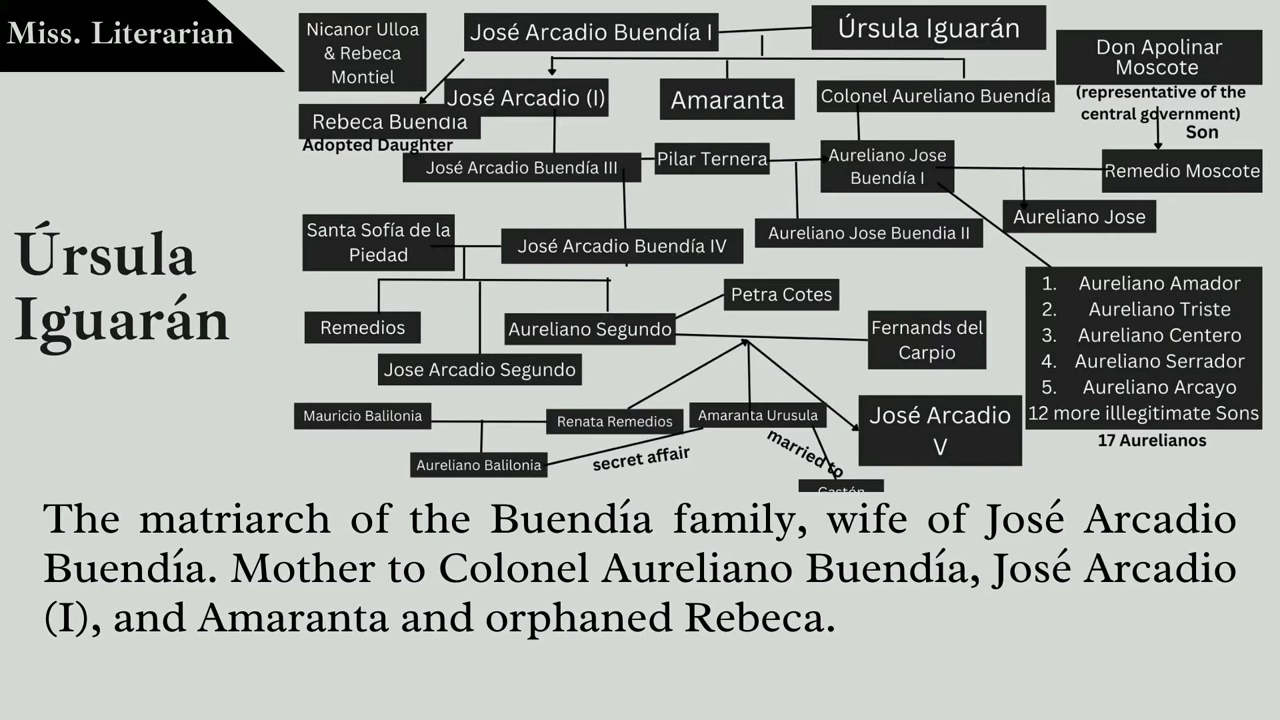 Miss. Literarian
Nicanor Ulloa
& Rebeca
Montiel
José Arcadio Buendía I
Úrsula Iguarán
Don Apolinar
Moscote
(representative of the
central government)
Son
José Arcadio (I)
Amaranta
Colonel Aureliano Buendía
Rebeca Buendia
Adopted Daughter
José Arcadio Buendía III
Pilar Ternera
Aureliano Jose
Buendía I
Remedio Moscote
Aureliano Jose
Santa Sofía de la
Piedad
José Arcadio Buendía IV
Aureliano Jose Buendia II
Úrsula
Iguarán
1. Aureliano Amador
2. Aureliano Triste
3. Aureliano Centero
4. Aureliano Serrador
5. Aureliano Arcayo
12 more illlegitimate Sons
17 Aurelianos
Petra Cotes
Remedios
Aureliano Segundo
Fernands del
Carpio
Jose Arcadio Segundo
Mauricio Balilonia
Renata Remedios
Amaranta Urusula
José Arcadio
V
Aureliano Balilonia
secret affair
married to
Gastón
The matriarch of the Buendía family, wife of José Arcadio
Buendía. Mother to Colonel Aureliano Buendía, José Arcadio
(I), and Amaranta and orphaned Rebeca.